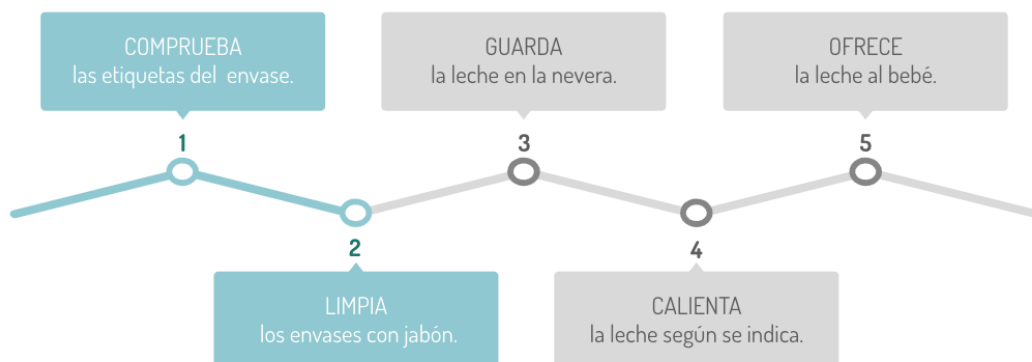 COMPRUEBA
las etiquetas del envase.
1
2
LIMPIA
los envases con jabón.
GUARDA
la leche en la nevera.
3
4
CALIENTA
la leche según se indica.
OFRECE
la leche al bebé.
5